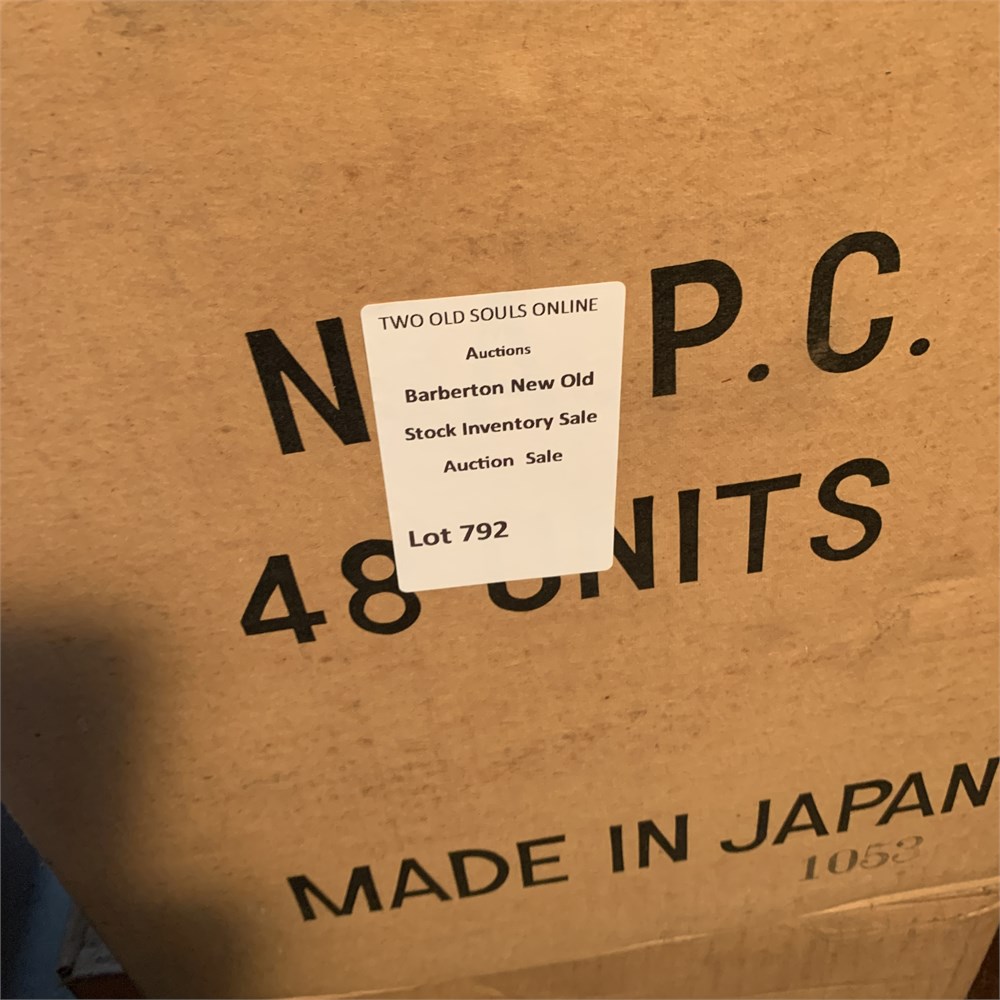 TWO OLD SOULS ONLINE
Auctions
Barberton New Old
Stock Inventory Sale
Auction Sale
Lot 792
P.C.
48 UNITS
MADE IN JAPAN
1053